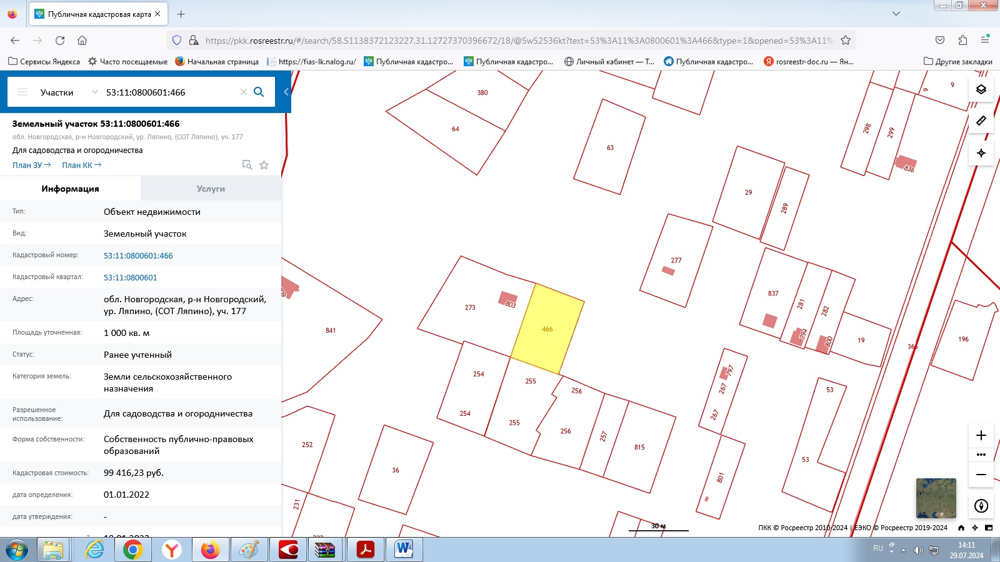 Публичная кадастровая карта
https://pkk.rosreestr.ru/#/search/58.51138372123227,31.12727370396672/18/@5w52536kt?text=53%3A11%3A0800601%3A466&type=1&opened=53%3A11%3
Сервисы Яндекса
Часто посещаемые
Начальная страница
https://fias-lk.nalog.ru/
Публичная кадастро...
Публичная кадастро...
Личный кабинет — Т...
Публичная кадастро...
rosreestr-doc.ru — Ян...
Другие закладки
Участки
53:11:0800601:466
Земельный участок 53:11:0800601:466
обл. Новгородская, р-н Новгородский, ур. Ляпино, (СОТ Ляпино), уч. 177
Для садоводства и огородничества
План ЗУ → План КК →
Информация
Услуги
Тип: Объект недвижимости
Вид: Земельный участок
Кадастровый номер: 53:11:0800601:466
Кадастровый квартал: 53:11:0800601
Адрес: обл. Новгородская, р-н Новгородский,
ур. Ляпино, (СОТ Ляпино), уч. 177
Площадь уточненная: 1 000 кв. м
Статус: Ранее учтенный
Категория земель: Земли сельскохозяйственного
назначения
Разрешенное
использование: Для садоводства и огородничества
Форма собственности: Собственность публично-правовых
образований
Кадастровая стоимость: 99 416,23 руб.
дата определения: 01.01.2022
дата утверждения: -
380
64
63
9
9
298
299
836
29
289
277
837
281
282
794
800
19
366
196
273
803
466
841
254
254
255
255
256
256
257
815
797
267
267
53
53
801
252
36
231
30 м
ПКК © Росреестр 2010-2024 | ЕЭКО © Росреестр 2019-2024
RU
14:11
29.07.2024